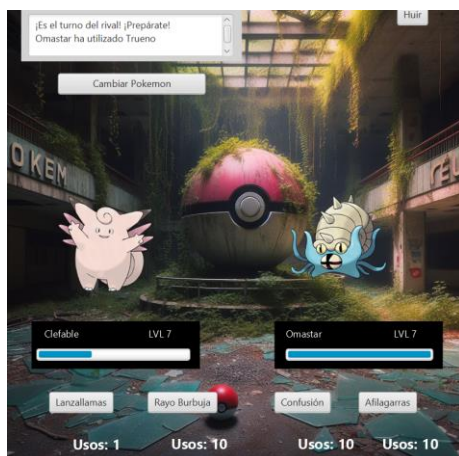 ¡Es el turno del rival! ¡Prepárate!
Omastar ha utilizado Trueno
Huir
Cambiar Pokemon
OKEM
Clefable LVL 7
Omastar LVL 7
Lanzallamas Rayo Burbuja Confusión Afilagarras
Usos: 1 Usos: 10 Usos: 10 Usos: 10